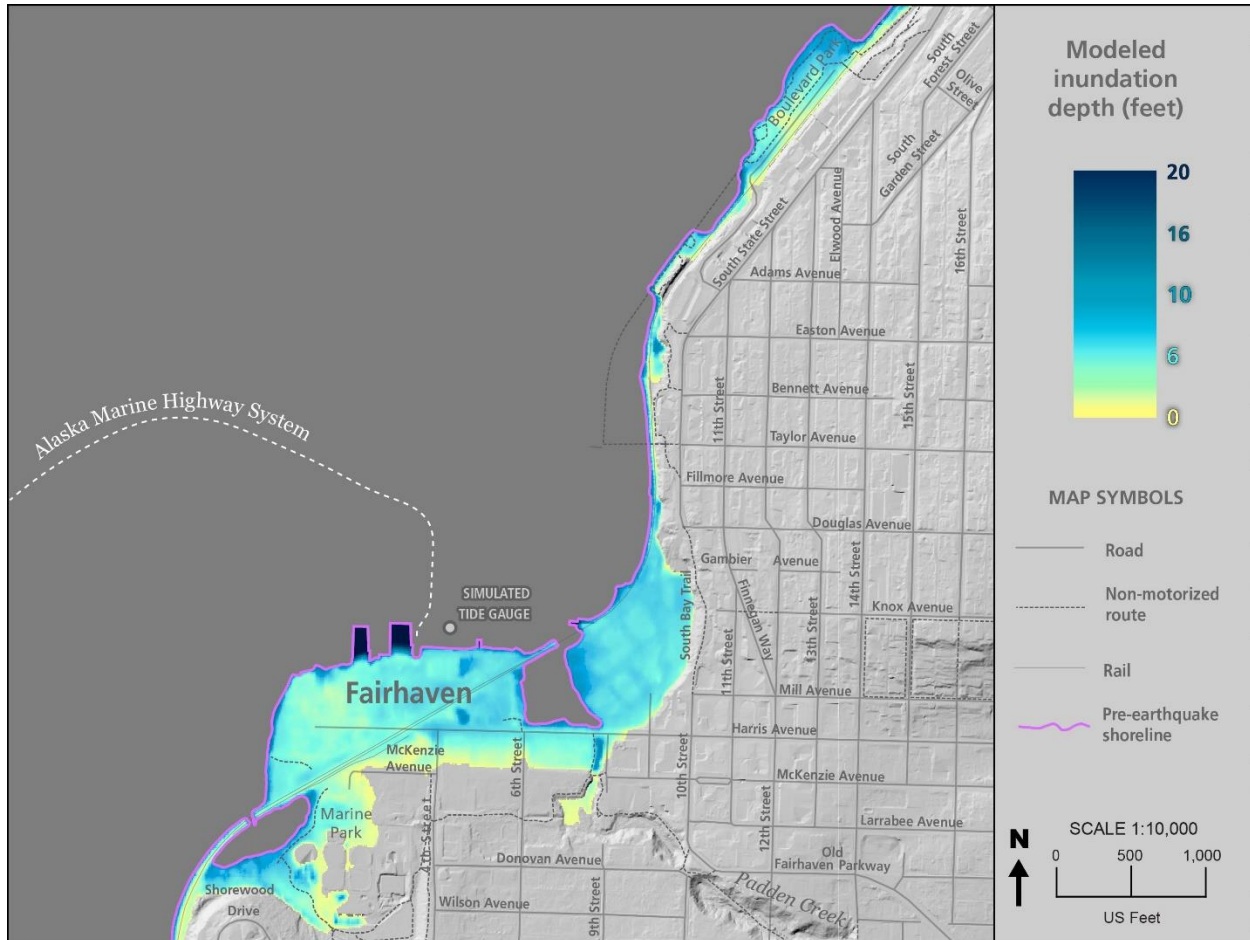 Boulevard Park
South
Forest Street
Olive
Street
South
Garden Street
Elwood Avenue
16th Street
South State Street
Adams Avenue
Easton Avenue
11th Street
Bennett Avenue
15th Street
Taylor Avenue
Fillmore Avenue
Douglas Avenue
Gambier Avenue
14th Street
South Bay Trail
Finnegan Way
Knox Avenue
13th Street
11th Street
Mill Avenue
Harris Avenue
Alaska Marine Highway System
SIMULATED
TIDE GAUGE
Fairhaven
McKenzie
Avenue
6th Street
10th Street
McKenzie Avenue
Marine
Park
4th Street
12th Street
Larrabee Avenue
Donovan Avenue
Old
Fairhaven Parkway
Shorewood
Drive
Wilson Avenue
9th Street
Padden Creek
Modeled
inundation
depth (feet)
20
16
10
6
0
MAP SYMBOLS
Road
Non-motorized
route
Rail
Pre-earthquake
shoreline
N
SCALE 1:10,000
0 500 1,000
US Feet